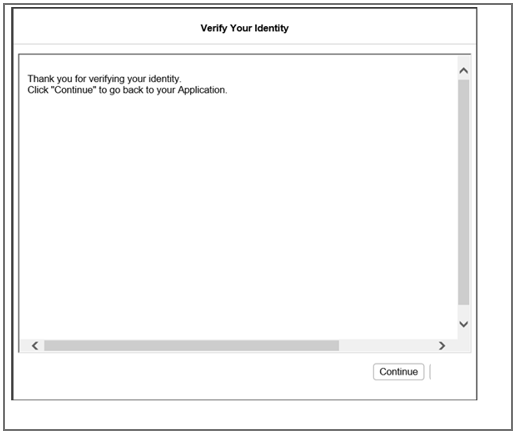 Verify Your Identity
Thank you for verifying your identity.
Click "Continue" to go back to your Application.
Continue